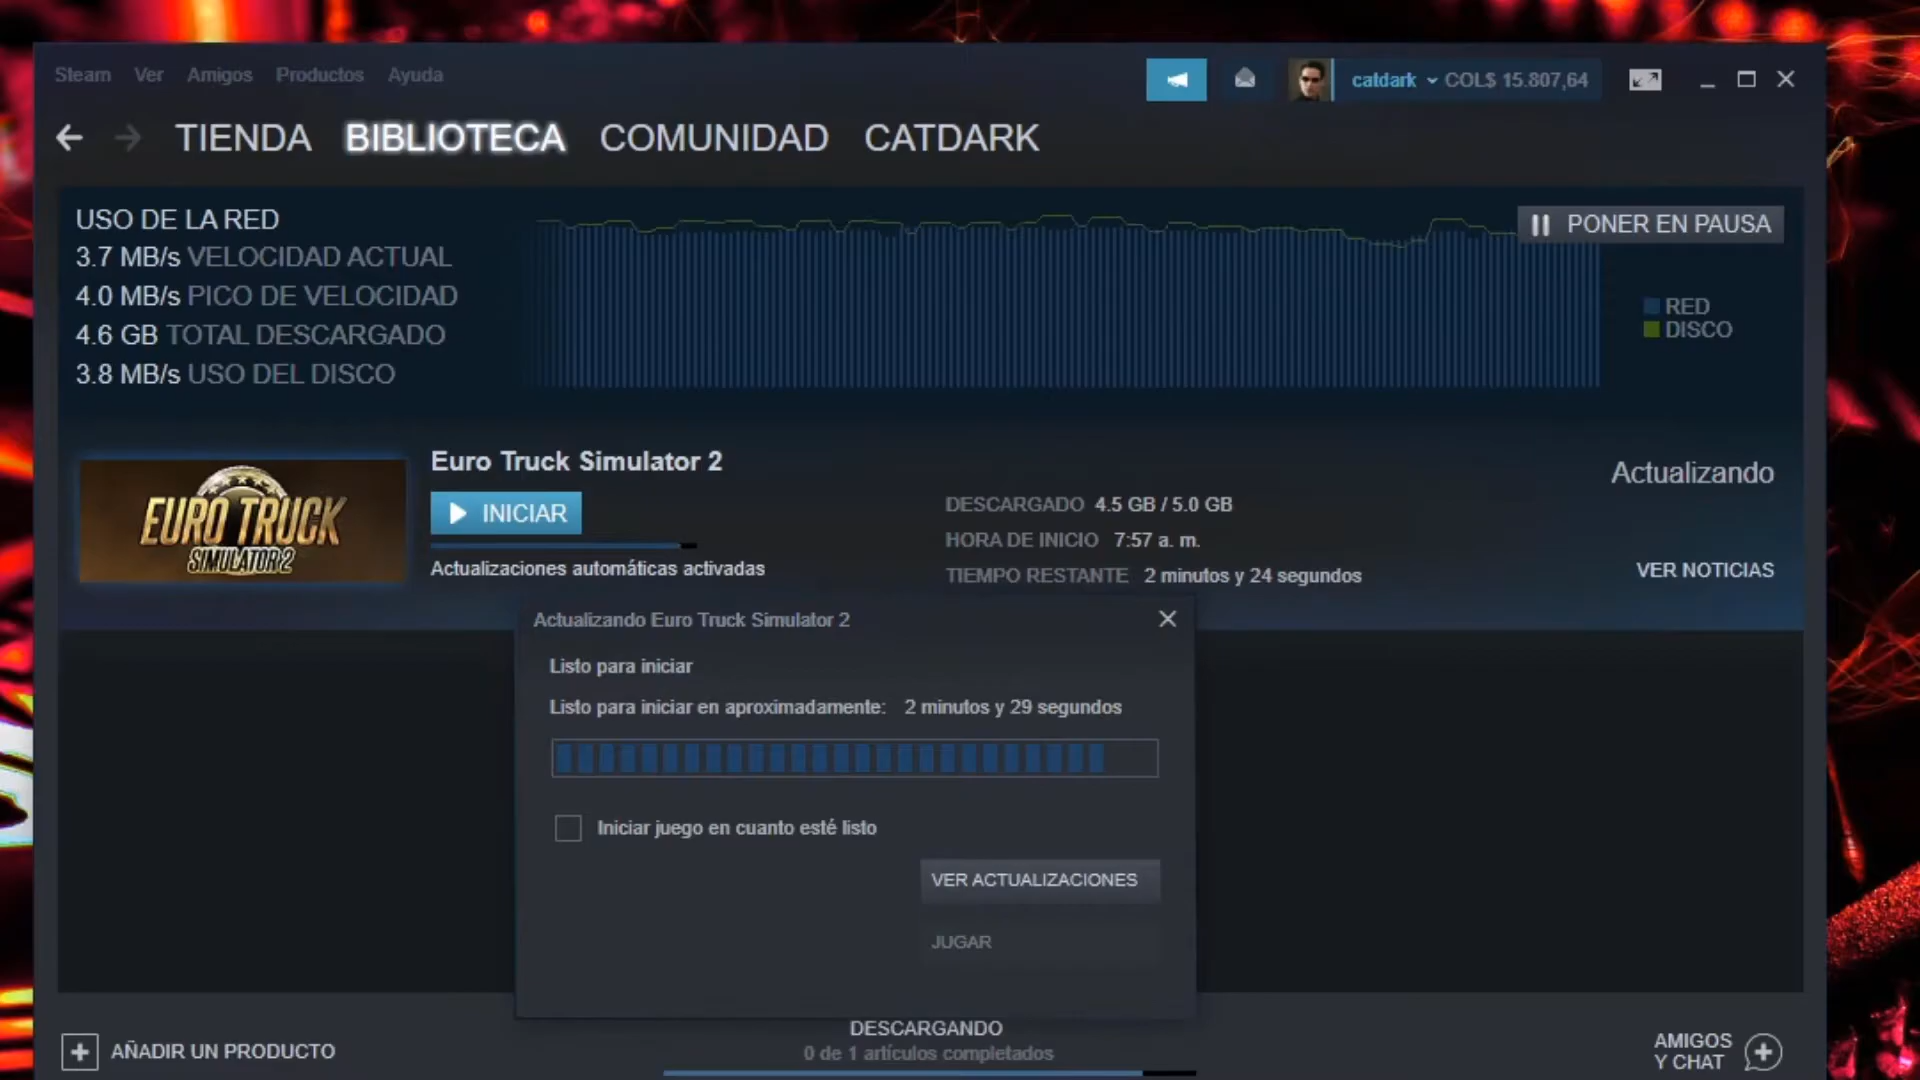 Steam Ver Amigos Productos Ayuda
catdark COL$ 15.807,64
TIENDA BIBLIOTECA COMUNIDAD CATDARK
USO DE LA RED
3.7 MB/s VELOCIDAD ACTUAL
4.0 MB/s PICO DE VELOCIDAD
4.6 GB TOTAL DESCARGADO
3.8 MB/s USO DEL DISCO
PONER EN PAUSA
RED
DISCO
EURO TRUCK
SIMULATOR 2
Euro Truck Simulator 2
INICIAR
Actualizaciones automáticas activadas
DESCARGADO 4.5 GB / 5.0 GB
HORA DE INICIO 7:57 a. m.
TIEMPO RESTANTE 2 minutos y 24 segundos
Actualizando
VER NOTICIAS
Actualizando Euro Truck Simulator 2
Listo para iniciar
Listo para iniciar en aproximadamente: 2 minutos y 29 segundos
Iniciar juego en cuanto esté listo
VER ACTUALIZACIONES
JUGAR
AÑADIR UN PRODUCTO
DESCARGANDO
0 de 1 artículos completados
AMIGOS
Y CHAT